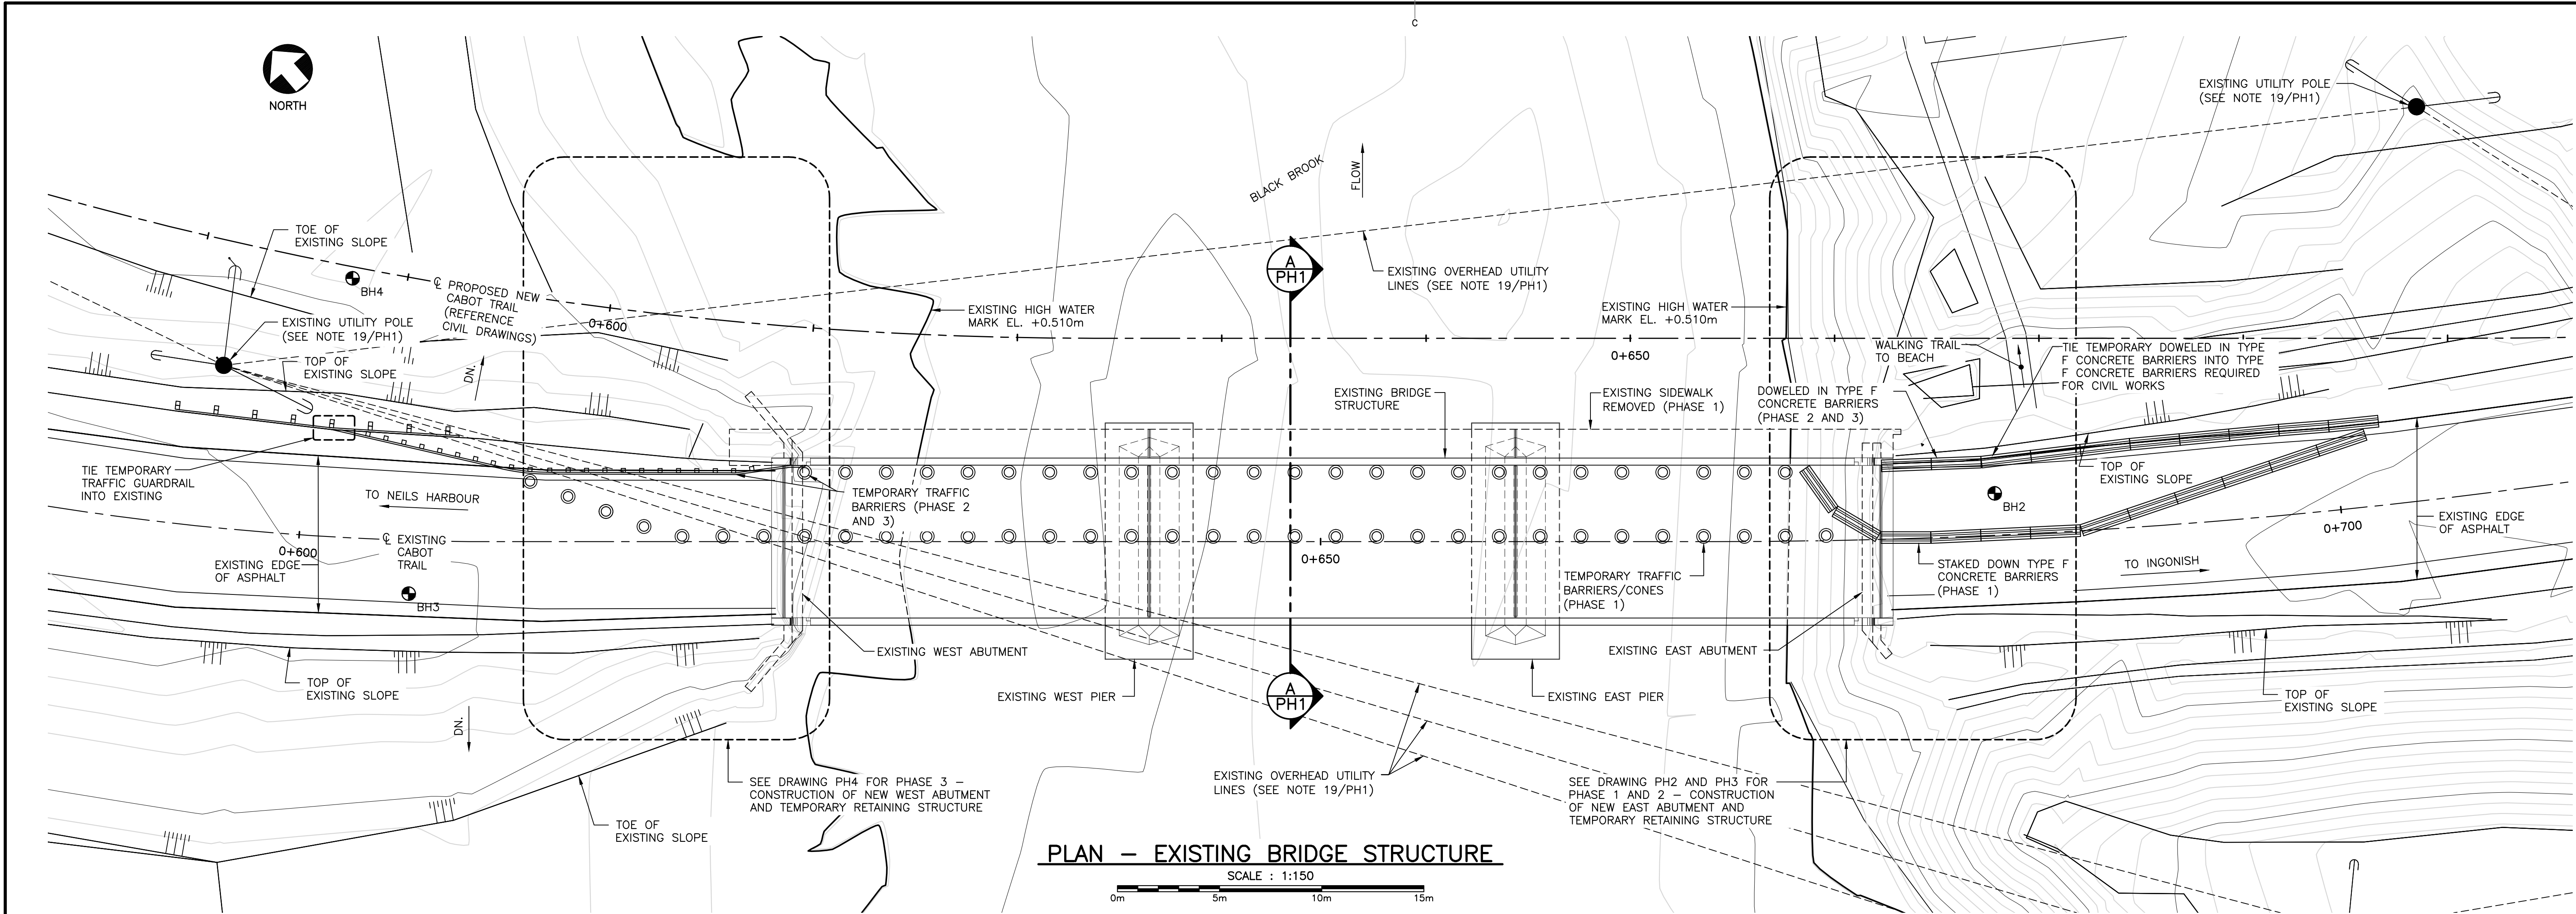 C
NORTH
EXISTING UTILITY POLE
(SEE NOTE 19/PH1)
BLACK BROOK
FLOW
TOE OF
EXISTING SLOPE
BH4
℄ PROPOSED NEW
CABOT TRAIL
(REFERENCE
CIVIL DRAWINGS)
0+600
EXISTING UTILITY POLE
(SEE NOTE 19/PH1)
TOP OF
EXISTING SLOPE
DN.
A
PH1
EXISTING OVERHEAD UTILITY
LINES (SEE NOTE 19/PH1)
EXISTING HIGH WATER
MARK EL. +0.510m
EXISTING HIGH WATER
MARK EL. +0.510m
0+650
WALKING TRAIL
TO BEACH
TIE TEMPORARY DOWELED IN TYPE
F CONCRETE BARRIERS INTO TYPE
F CONCRETE BARRIERS REQUIRED
FOR CIVIL WORKS
EXISTING BRIDGE
STRUCTURE
EXISTING SIDEWALK
REMOVED (PHASE 1)
DOWELED IN TYPE F
CONCRETE BARRIERS
(PHASE 2 AND 3)
TIE TEMPORARY
TRAFFIC GUARDRAIL
INTO EXISTING
TO NEILS HARBOUR
TEMPORARY TRAFFIC
BARRIERS (PHASE 2
AND 3)
TOP OF
EXISTING SLOPE
BH2
0+700
EXISTING EDGE
OF ASPHALT
0+600
℄ EXISTING
CABOT
TRAIL
EXISTING EDGE
OF ASPHALT
BH3
0+650
TEMPORARY TRAFFIC
BARRIERS/CONES
(PHASE 1)
STAKED DOWN TYPE F
CONCRETE BARRIERS
(PHASE 1)
TO INGONISH
EXISTING WEST ABUTMENT
EXISTING EAST ABUTMENT
TOP OF
EXISTING SLOPE
EXISTING WEST PIER
A
PH1
EXISTING EAST PIER
TOP OF
EXISTING SLOPE
DN.
SEE DRAWING PH4 FOR PHASE 3 –
CONSTRUCTION OF NEW WEST ABUTMENT
AND TEMPORARY RETAINING STRUCTURE
EXISTING OVERHEAD UTILITY
LINES (SEE NOTE 19/PH1)
SEE DRAWING PH2 AND PH3 FOR
PHASE 1 AND 2 – CONSTRUCTION
OF NEW EAST ABUTMENT AND
TEMPORARY RETAINING STRUCTURE
TOE OF
EXISTING SLOPE
PLAN – EXISTING BRIDGE STRUCTURE
SCALE : 1:150
0m 5m 10m 15m